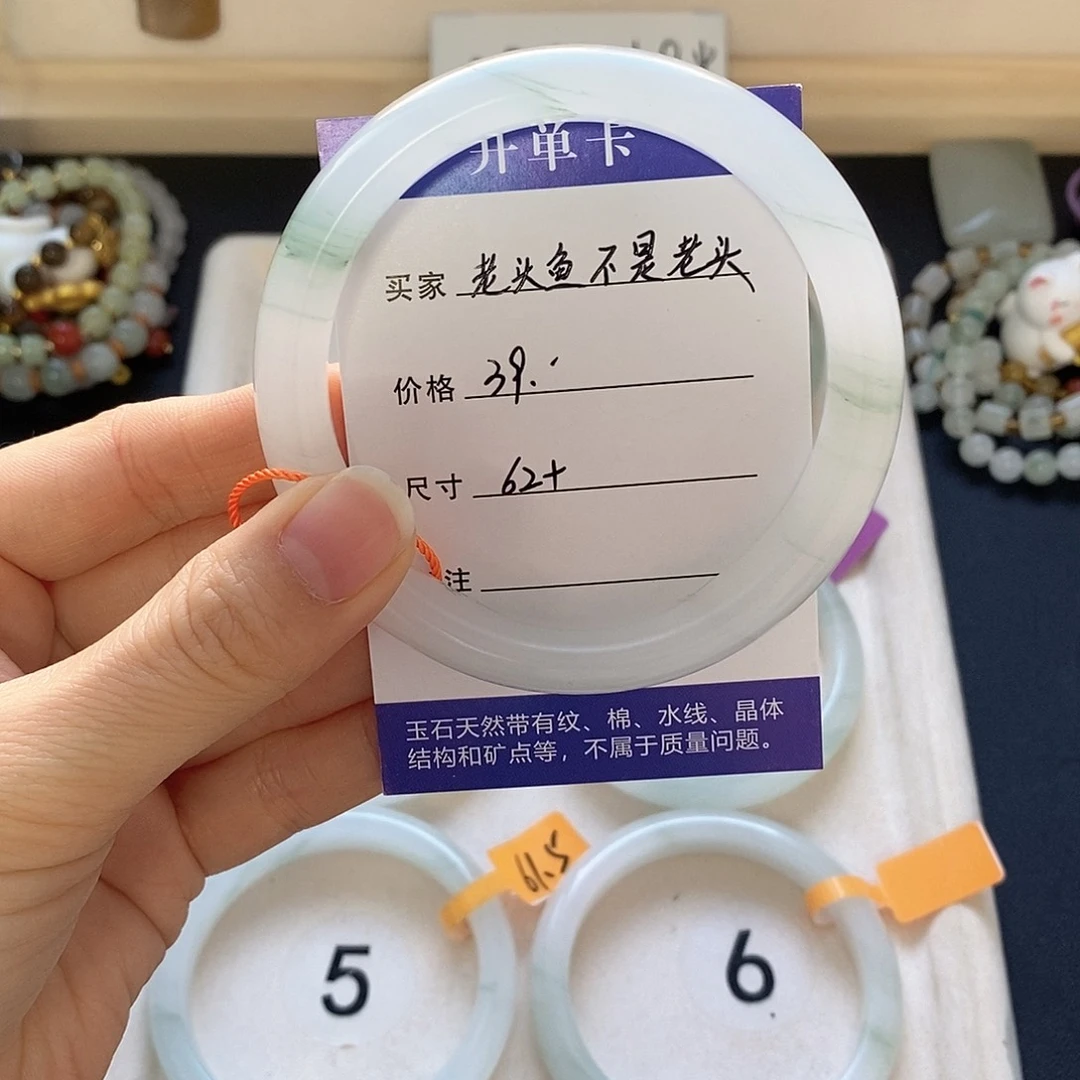 开单卡
买家 老头鱼不是老头
价格 39.
尺寸 62+
注
玉石天然带有纹、棉、水线、晶体
结构和矿点等，不属于质量问题。
61.5
5
6